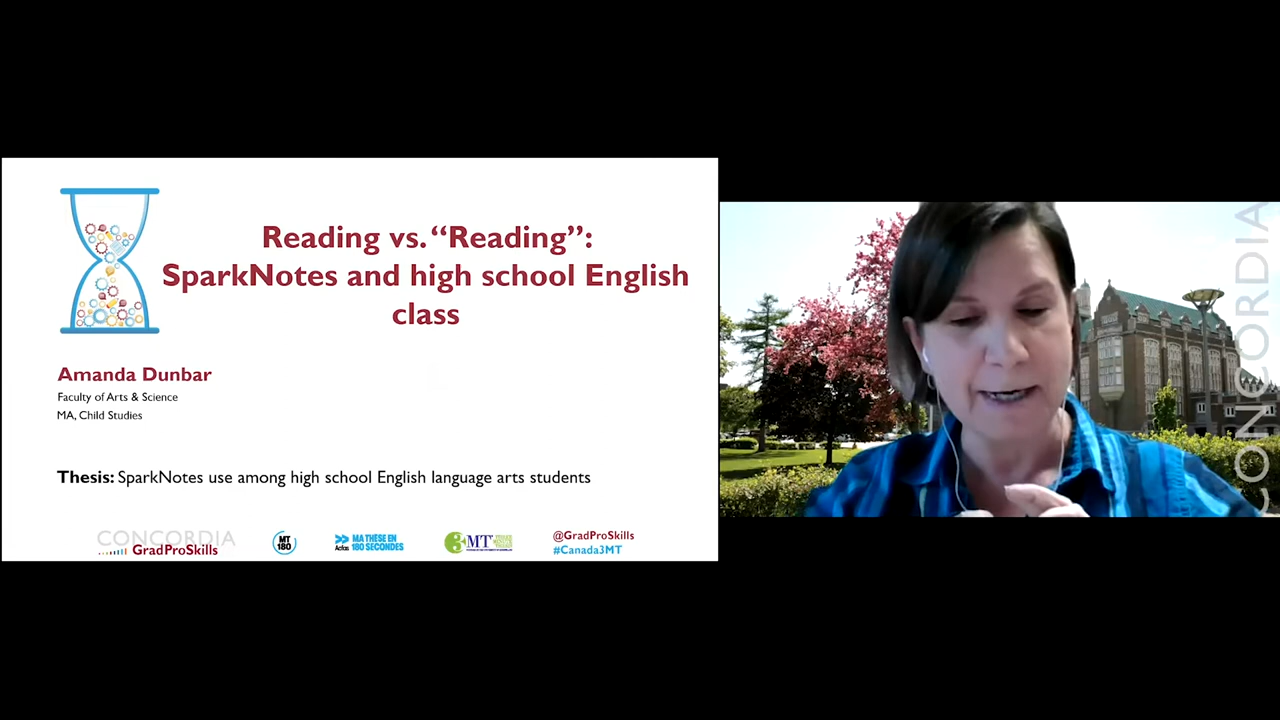 Reading vs. “Reading”:
SparkNotes and high school English
class
Amanda Dunbar
Faculty of Arts & Science
MA, Child Studies
Thesis: SparkNotes use among high school English language arts students
CONCORDIA
GradProSkills
MT
180
Acfas
MA THÈSE EN
180 SECONDES
3MT
@GradProSkills
#Canada3MT
CONCORDIA